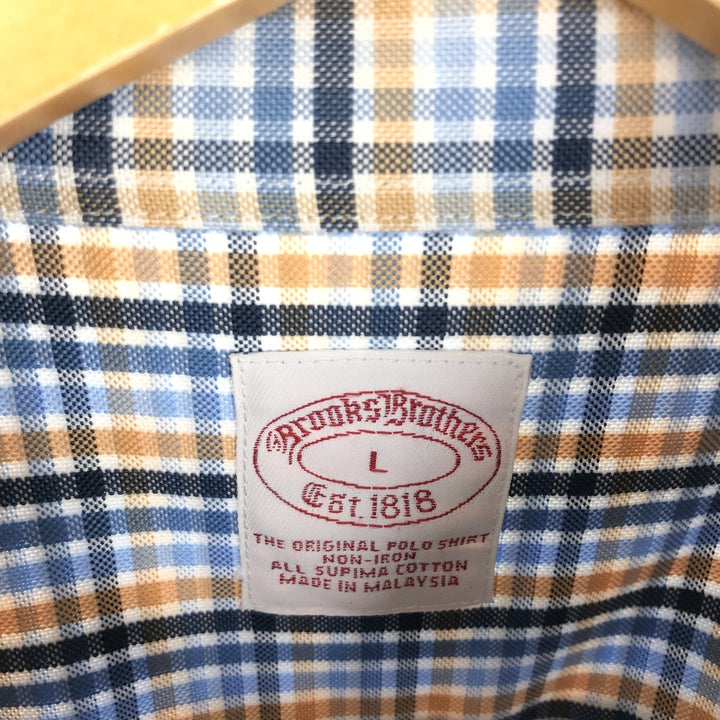 ®Brooks Brothers
L
Est. 1818
THE ORIGINAL POLO SHIRT
NON-IRON
ALL SUPIMA COTTON
MADE IN MALAYSIA